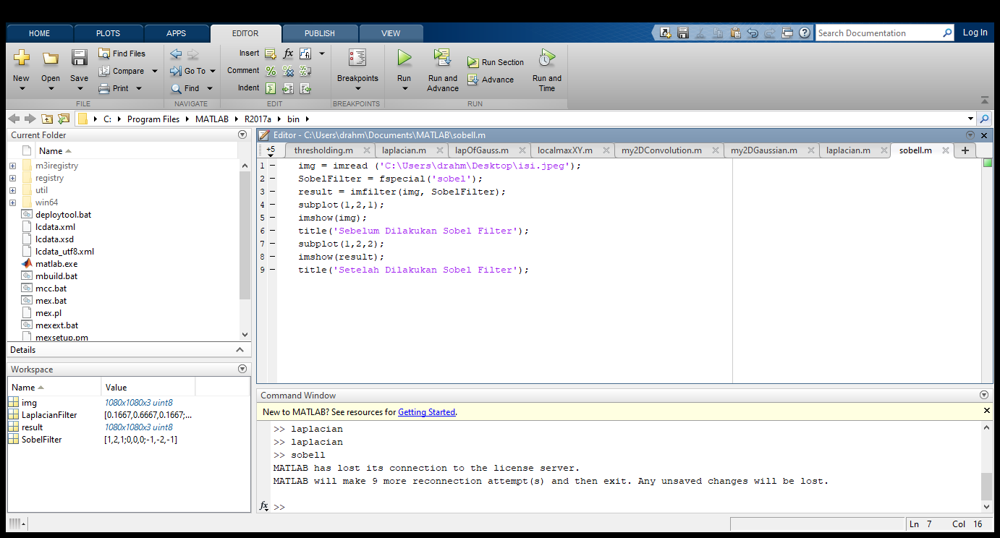 HOME PLOTS APPS EDITOR PUBLISH VIEW Search Documentation Log In
New Open Save Find Files Compare Print
FILE
Go To Find
NAVIGATE
Insert fx
Comment
Indent
EDIT
Breakpoints
BREAKPOINTS
Run Run and Advance Run Section Advance Run and Time
RUN
C: Program Files MATLAB R2017a bin
Current Folder
Name
m3iregistry
registry
util
win64
deploytool.bat
lcdata.xml
lcdata.xsd
lcdata_utf8.xml
matlab.exe
mbuild.bat
mcc.bat
mex.bat
mex.pl
mexext.bat
mexsetup.pm
Details
Workspace
Name Value
img 1080x1080x3 uint8
LaplacianFilter [0.1667,0.6667,0.1667;...
result 1080x1080x3 uint8
SobelFilter [1,2,1;0,0,0;-1,-2,-1]
Editor - C:\Users\drahm\Documents\MATLAB\sobell.m
+5 thresholding.m laplacian.m lapOfGauss.m localmaxXY.m my2DConvolution.m my2DGaussian.m laplacian.m sobell.m +
1 – img = imread ('C:\Users\drahm\Desktop\isi.jpeg');
2 – SobelFilter = fspecial('sobel');
3 – result = imfilter(img, SobelFilter);
4 – subplot(1,2,1);
5 – imshow(img);
6 – title('Sebelum Dilakukan Sobel Filter');
7 – subplot(1,2,2);
8 – imshow(result);
9 – title('Setelah Dilakukan Sobel Filter');
Command Window
New to MATLAB? See resources for Getting Started.
>> laplacian
>> laplacian
>> sobell
MATLAB has lost its connection to the license server.
MATLAB will make 9 more reconnection attempt(s) and then exit. Any unsaved changes will be lost.
fx >>
Ln 7 Col 16